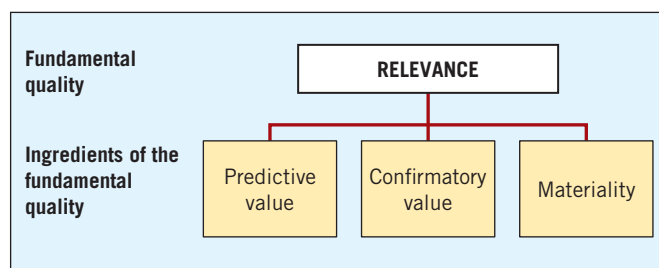 Fundamental
quality
RELEVANCE
Ingredients of the
fundamental
quality
Predictive
value
Confirmatory
value
Materiality